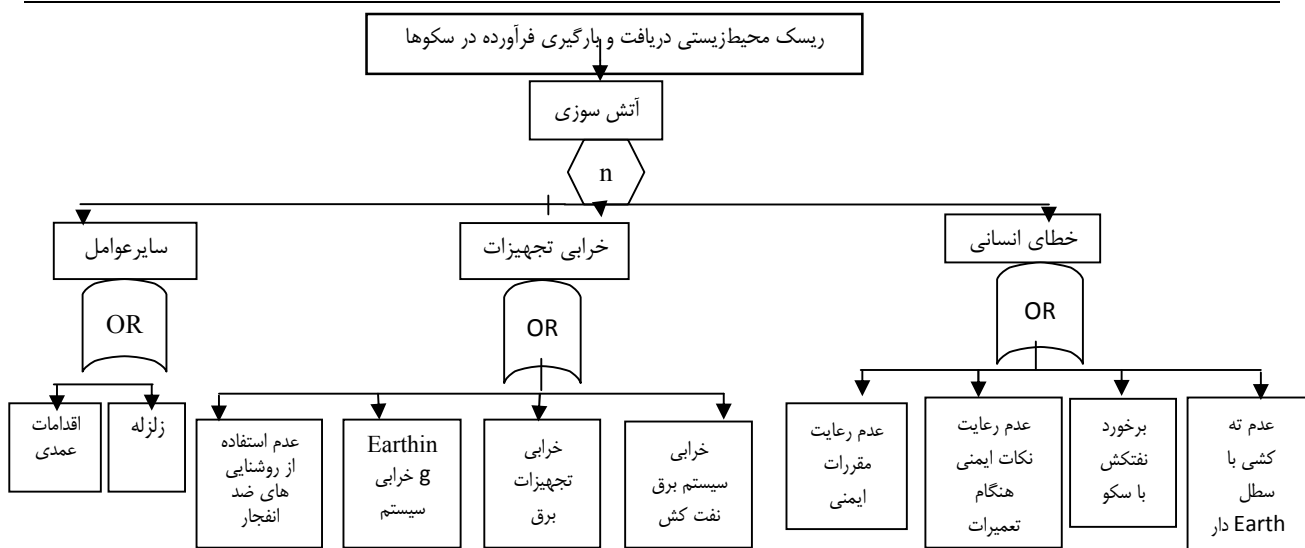 ریسک محیط‌زیستی دریافت و بارگیری فرآورده در سکوها
آتش سوزی
n
خطای انسانی
خرابی تجهیزات
سایرعوامل
OR
OR
OR
عدم ته
کشی با
سطل
Earth دار
برخورد
نفتکش
با سکو
عدم رعایت
نکات ایمنی
هنگام
تعمیرات
عدم رعایت
مقررات
ایمنی
خرابی
سیستم برق
نفت کش
خرابی
تجهیزات
برق
Earthin
g خرابی
سیستم
عدم استفاده
از روشنایی
های ضد
انفجار
زلزله
اقدامات
عمدی